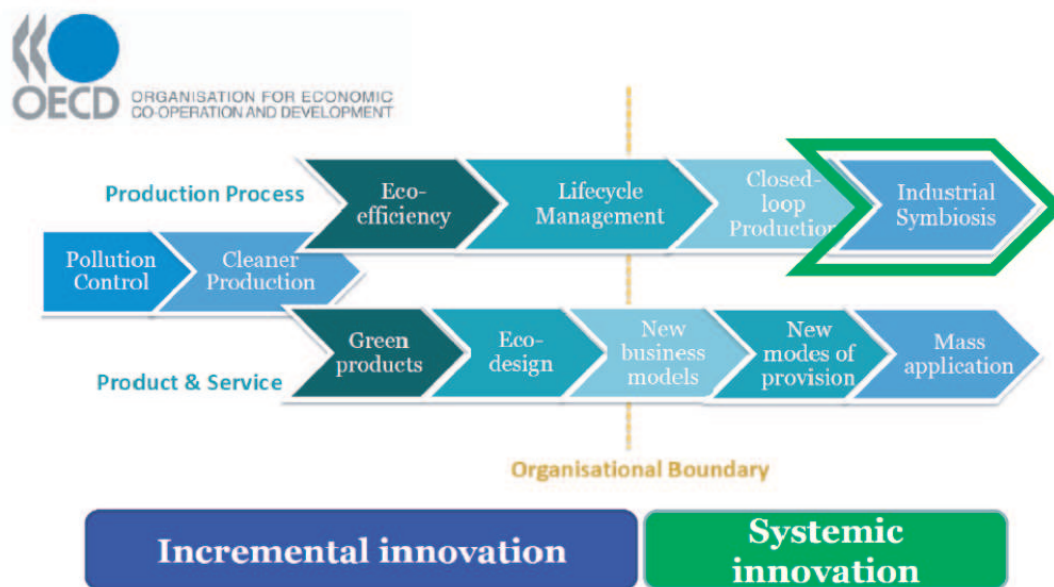 OECD
ORGANISATION FOR ECONOMIC
CO-OPERATION AND DEVELOPMENT
Production Process
Eco-
efficiency
Lifecycle
Management
Closed-
loop
Production
Industrial
Symbiosis
Pollution
Control
Cleaner
Production
Product & Service
Green
products
Eco-
design
New
business
models
New
modes of
provision
Mass
application
Organisational Boundary
Incremental innovation
Systemic
innovation